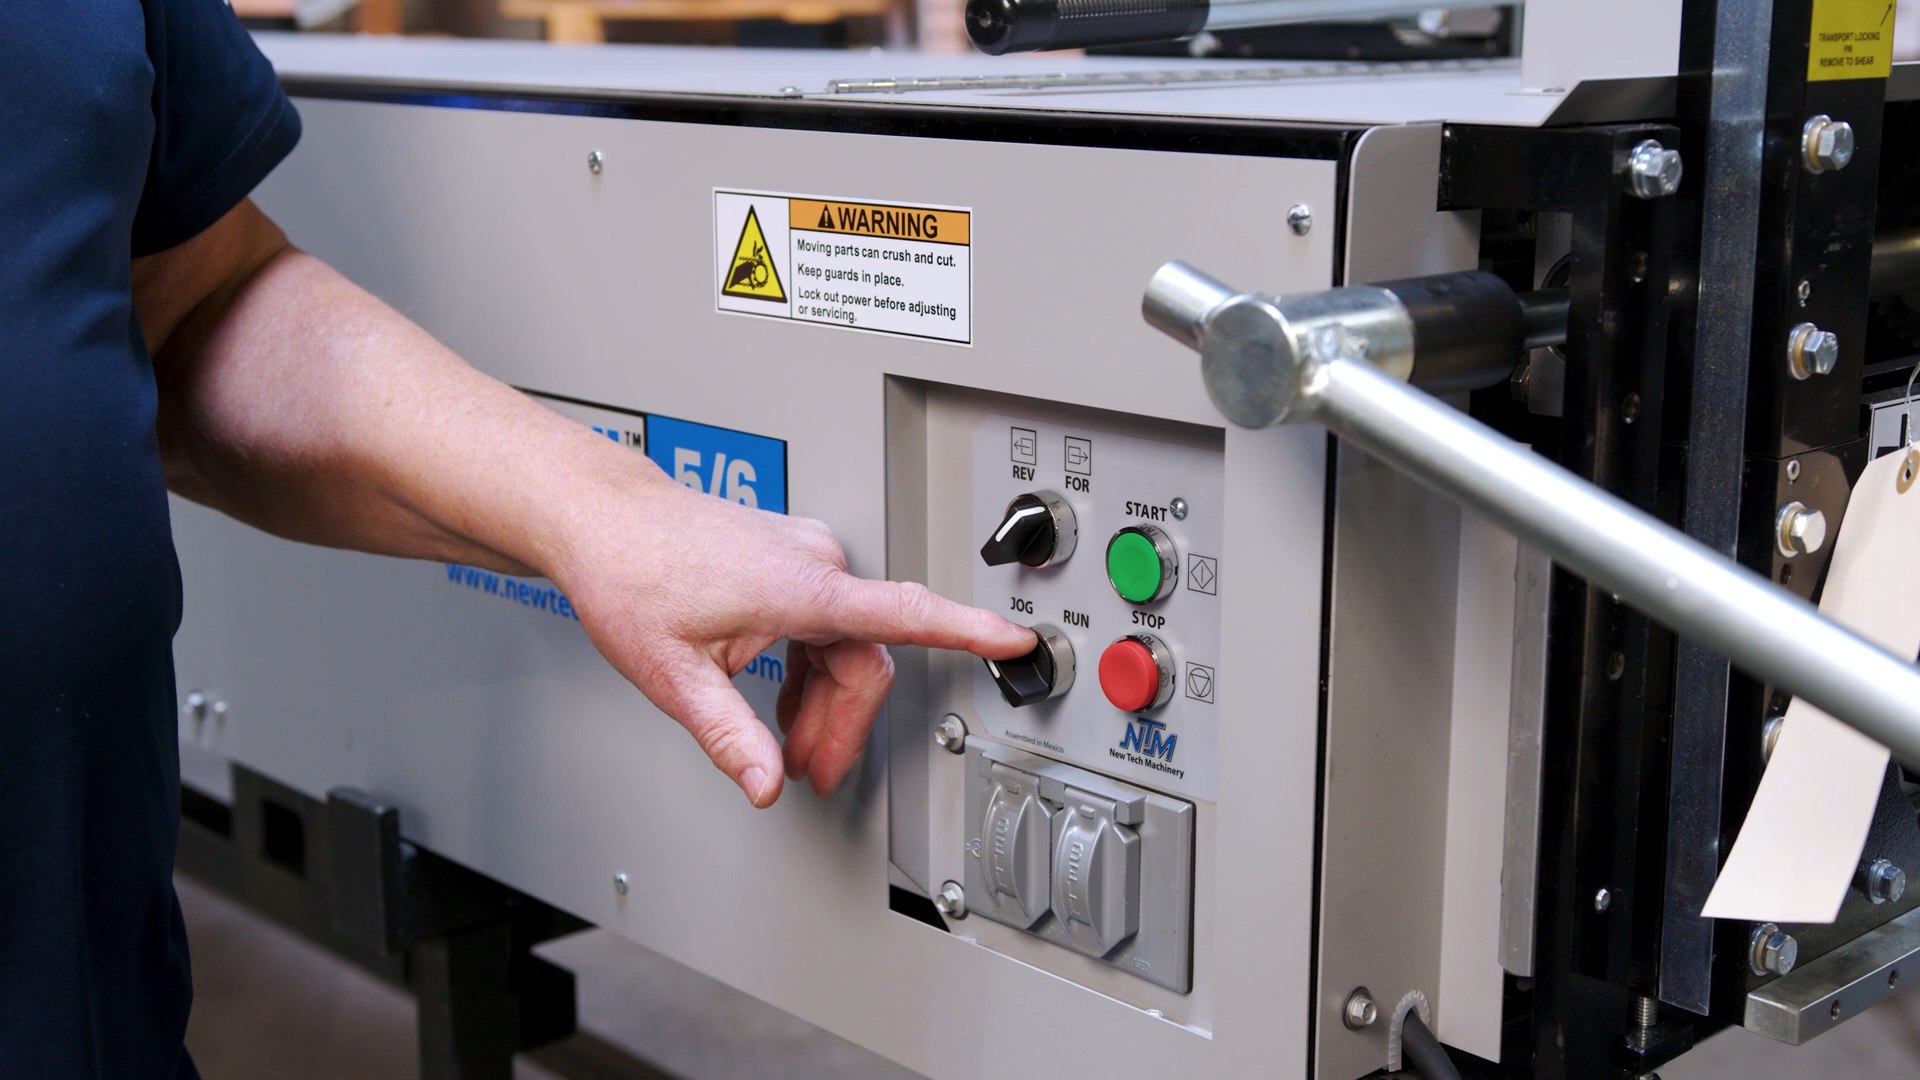 TRANSPORT LOCKING
PIN
REMOVE TO SHEAR
WARNING
Moving parts can crush and cut.
Keep guards in place.
Lock out power before adjusting
or servicing.
TM
5/6
REV
FOR
START
JOG
RUN
STOP
NTM
New Tech Machinery
Assembled in Mexico